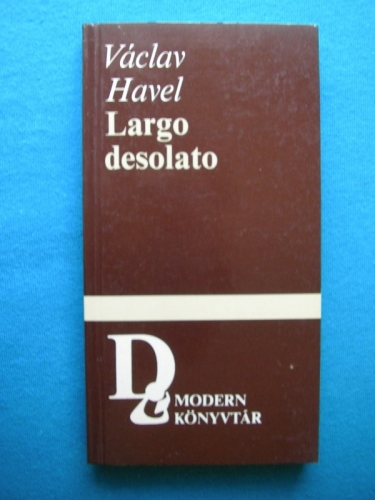 Václav
Havel
Largo
desolato
MODERN
KÖNYVTÁR